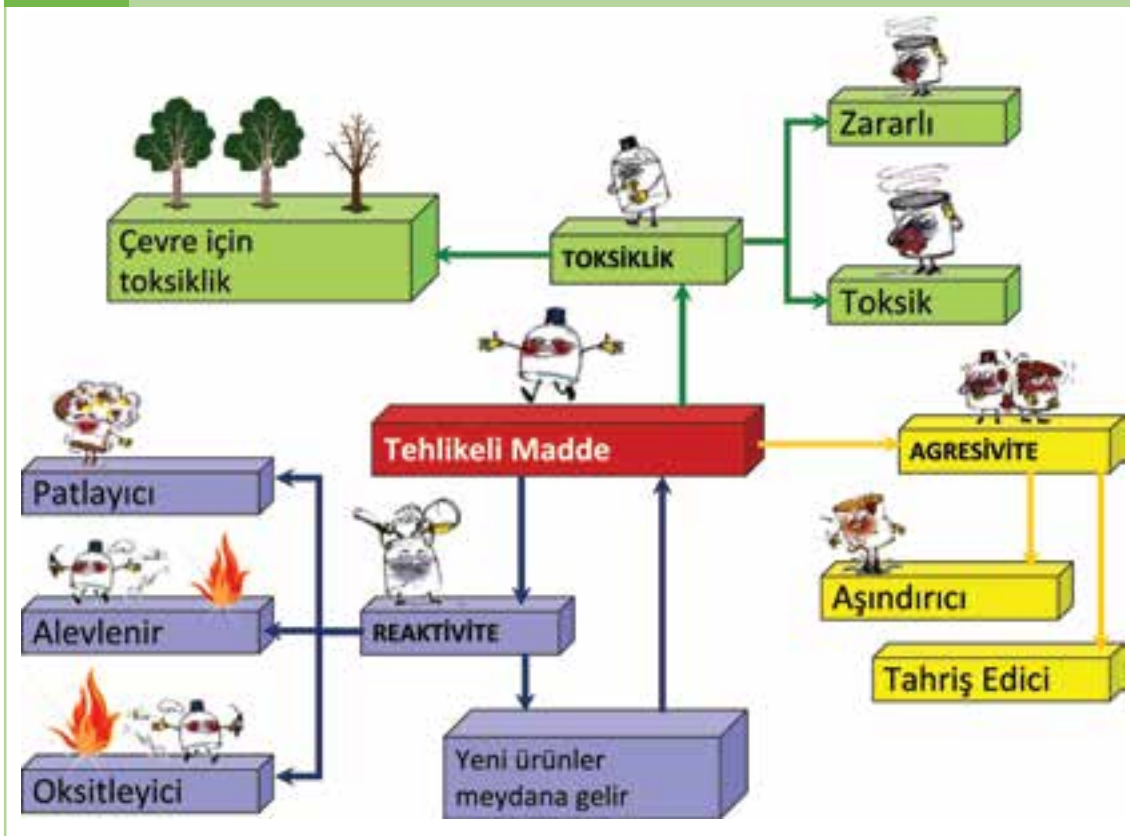 Zararlı
Çevre için
toksiklik
TOKSİKLİK
Toksik
Tehlikeli Madde
AGRESİVİTE
Patlayıcı
Aşındırıcı
Alevlenir
REAKTİVİTE
Tahriş Edici
Oksitleyici
Yeni ürünler
meydana gelir